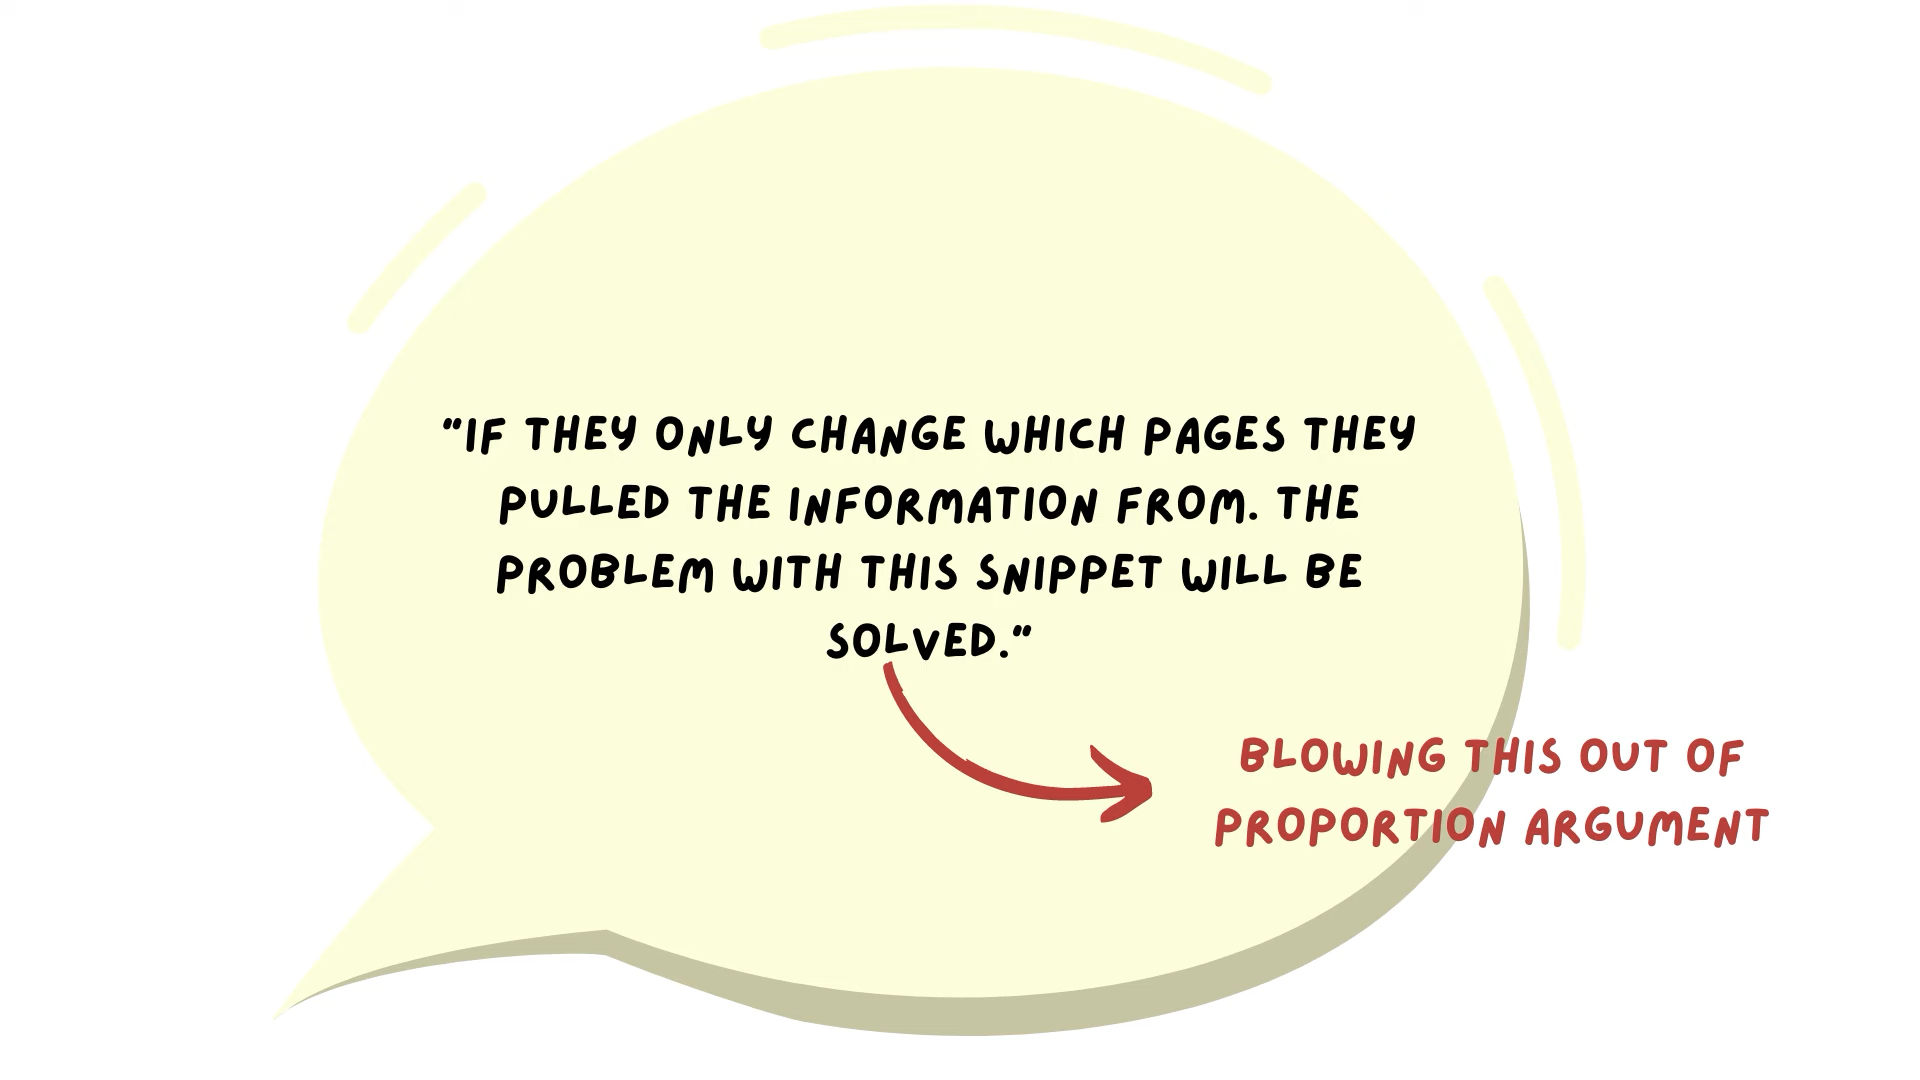 "IF THEY ONLY CHANGE WHICH PAGES THEY
PULLED THE INFORMATION FROM. THE
PROBLEM WITH THIS SNIPPET WILL BE
SOLVED."
BLOWING THIS OUT OF
PROPORTION ARGUMENT